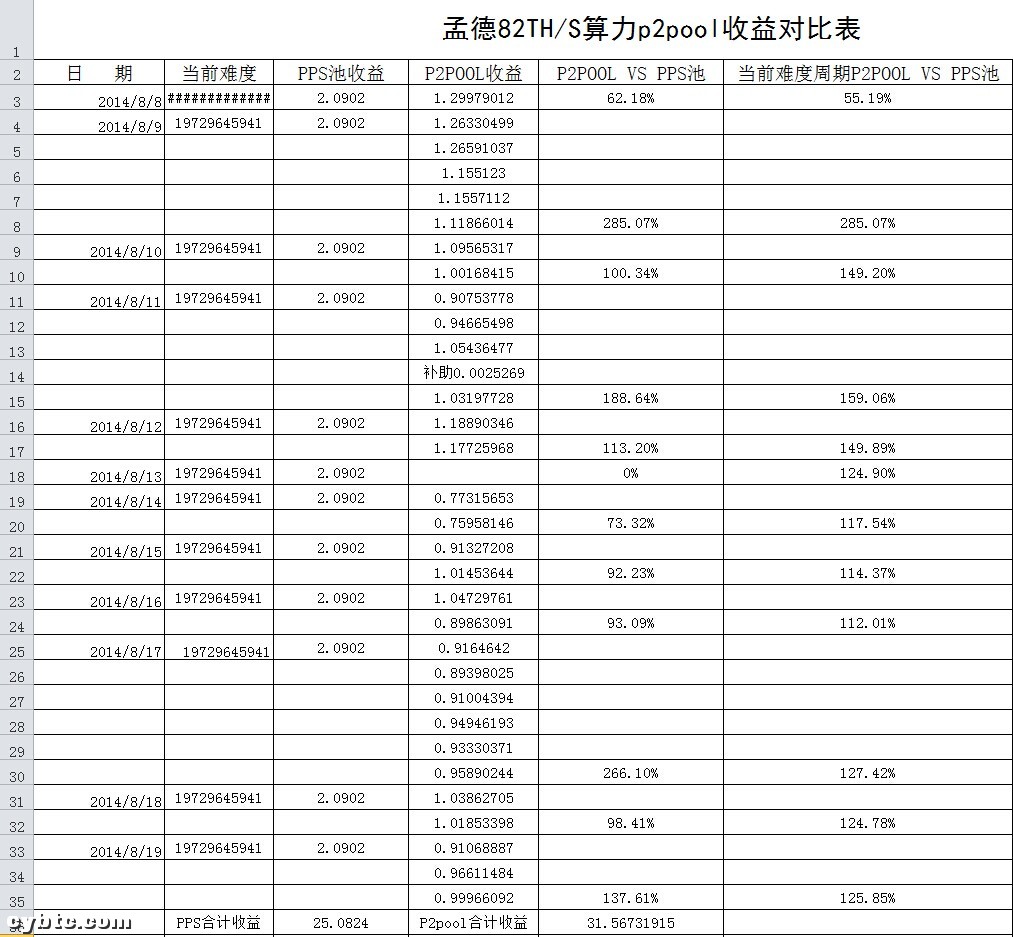 1 孟德82TH/S算力p2pool收益对比表
2 日 期 当前难度 PPS池收益 P2POOL收益 P2POOL VS PPS池 当前难度周期P2POOL VS PPS池
3 2014/8/8 ############# 2.0902 1.29979012 62.18% 55.19%
4 2014/8/9 19729645941 2.0902 1.26330499
5 1.26591037
6 1.155123
7 1.1557112
8 1.11866014 285.07% 285.07%
9 2014/8/10 19729645941 2.0902 1.09565317
10 1.00168415 100.34% 149.20%
11 2014/8/11 19729645941 2.0902 0.90753778
12 0.94665498
13 1.05436477
14 补助0.0025269
15 1.03197728 188.64% 159.06%
16 2014/8/12 19729645941 2.0902 1.18890346
17 1.17725968 113.20% 149.89%
18 2014/8/13 19729645941 2.0902 0% 124.90%
19 2014/8/14 19729645941 2.0902 0.77315653
20 0.75958146 73.32% 117.54%
21 2014/8/15 19729645941 2.0902 0.91327208
22 1.01453644 92.23% 114.37%
23 2014/8/16 19729645941 2.0902 1.04729761
24 0.89863091 93.09% 112.01%
25 2014/8/17 19729645941 2.0902 0.9164642
26 0.89398025
27 0.91004394
28 0.94946193
29 0.93330371
30 0.95890244 266.10% 127.42%
31 2014/8/18 19729645941 2.0902 1.03862705
32 1.01853398 98.41% 124.78%
33 2014/8/19 19729645941 2.0902 0.91068887
34 0.96611484
35 0.99966092 137.61% 125.85%
PPS合计收益 25.0824 P2pool合计收益 31.56731915
cybtc.com